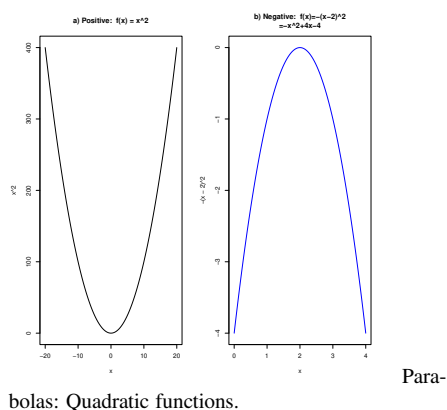 a) Positive: f(x) = x^2
400
300
200
100
0
x^2
−20
−10
0
10
20
x
b) Negative: f(x)=−(x−2)^2
=−x^2+4x−4
0
−1
−2
−3
−4
−(x − 2)^2
0
1
2
3
4
x
Para-
bolas: Quadratic functions.